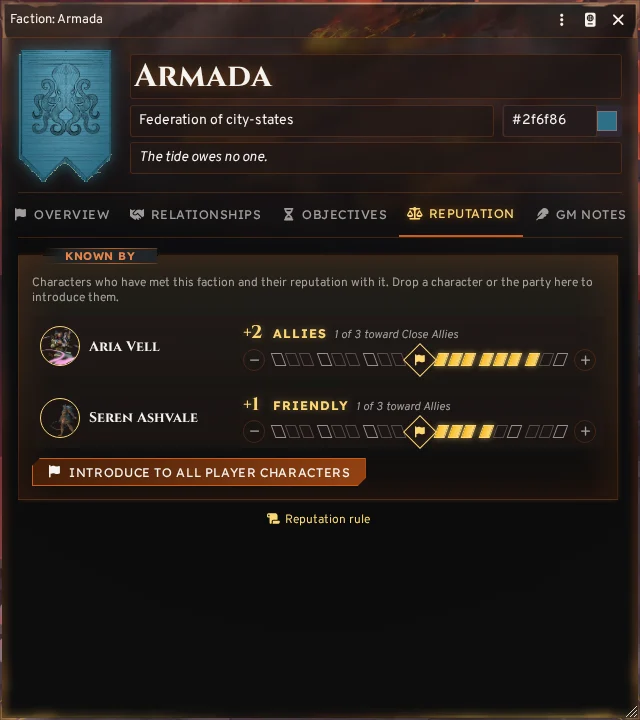 Faction: Armada
ARMADA
Federation of city-states
#2f6f86
The tide owes no one.
OVERVIEW
RELATIONSHIPS
OBJECTIVES
REPUTATION
GM NOTES
KNOWN BY
Characters who have met this faction and their reputation with it. Drop a character or the party here to
introduce them.
ARIA VELL
+2 ALLIES 1 of 3 toward Close Allies
SEREN ASHVALE
+1 FRIENDLY 1 of 3 toward Allies
INTRODUCE TO ALL PLAYER CHARACTERS
Reputation rule